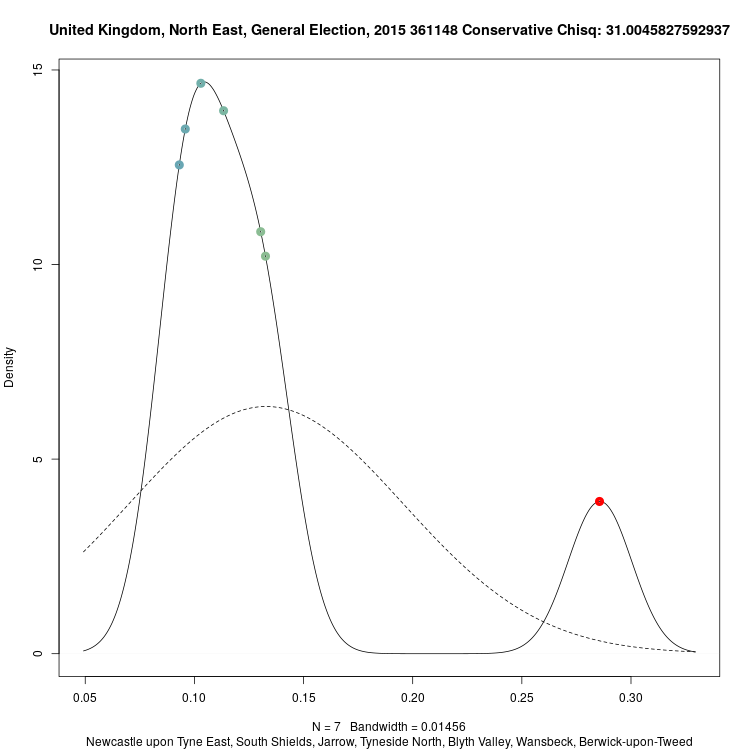 United Kingdom, North East, General Election, 2015 361148 Conservative Chisq: 31.0045827592937
15
10
5
0
Density
0.05 0.10 0.15 0.20 0.25 0.30
N = 7 Bandwidth = 0.01456
Newcastle upon Tyne East, South Shields, Jarrow, Tyneside North, Blyth Valley, Wansbeck, Berwick-upon-Tweed